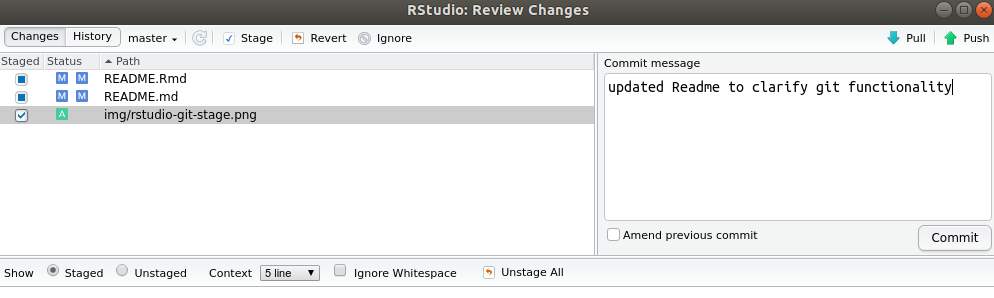 RStudio: Review Changes
Changes History master Stage Revert Ignore Pull Push
Staged Status Path
M M README.Rmd
M M README.md
A img/rstudio-git-stage.png
Commit message
updated Readme to clarify git functionality
Amend previous commit Commit
Show Staged Unstaged Context 5 line Ignore Whitespace Unstage All